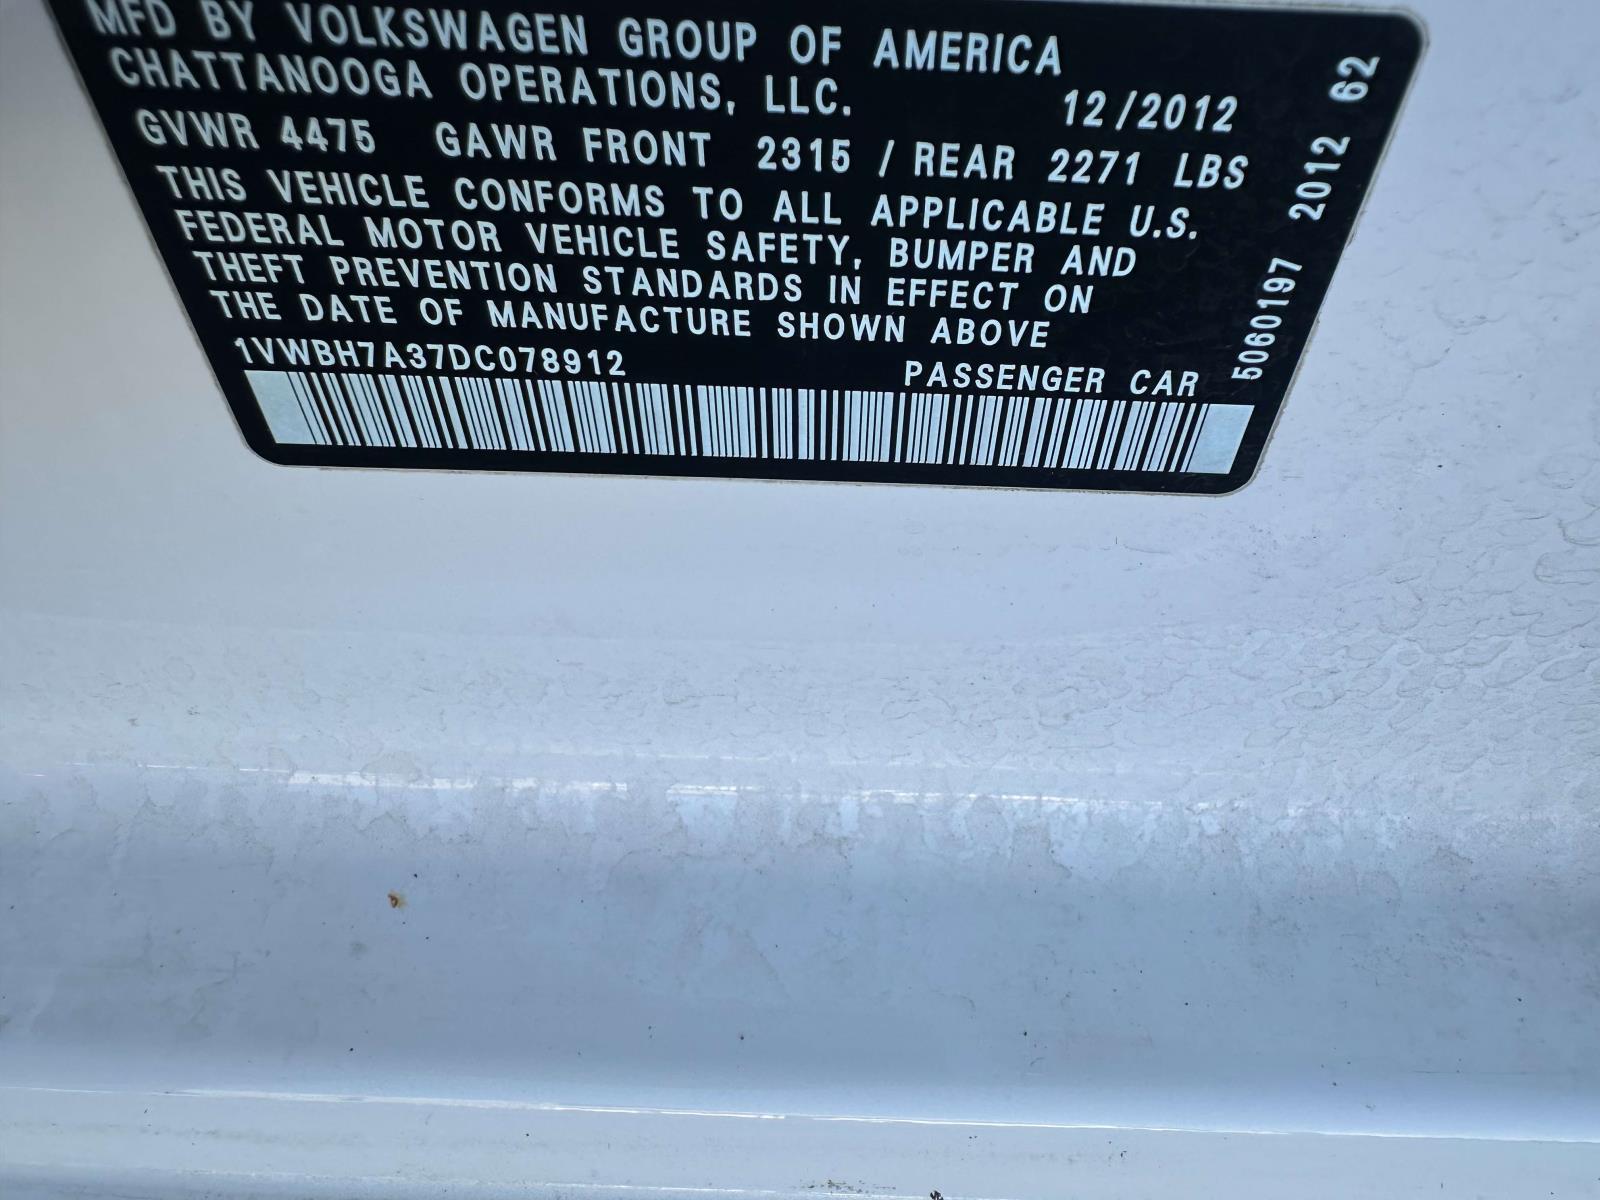 MFD BY VOLKSWAGEN GROUP OF AMERICA
CHATTANOOGA OPERATIONS, LLC. 12/2012
GVWR 4475 GAWR FRONT 2315 / REAR 2271 LBS
THIS VEHICLE CONFORMS TO ALL APPLICABLE U.S.
FEDERAL MOTOR VEHICLE SAFETY, BUMPER AND
THEFT PREVENTION STANDARDS IN EFFECT ON
THE DATE OF MANUFACTURE SHOWN ABOVE
1VWBH7A37DC078912 PASSENGER CAR
5060197 2012 62